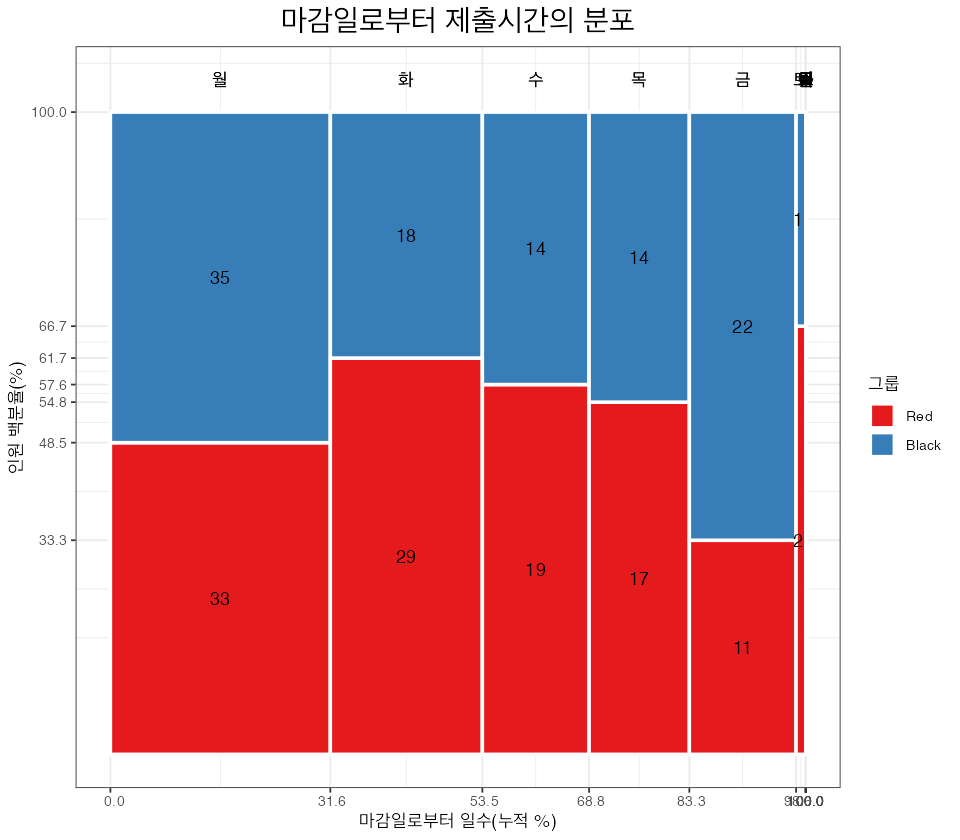 마감일로부터 제출시간의 분포
월 화 수 목 금
100.0
66.7
61.7
57.6
54.8
48.5
33.3
인원 백분율(%)
35 18 14 14 22 1
33 29 19 17 11 2
0.0 31.6 53.5 68.8 83.3
마감일로부터 일수(누적 %)
그룹
Red
Black